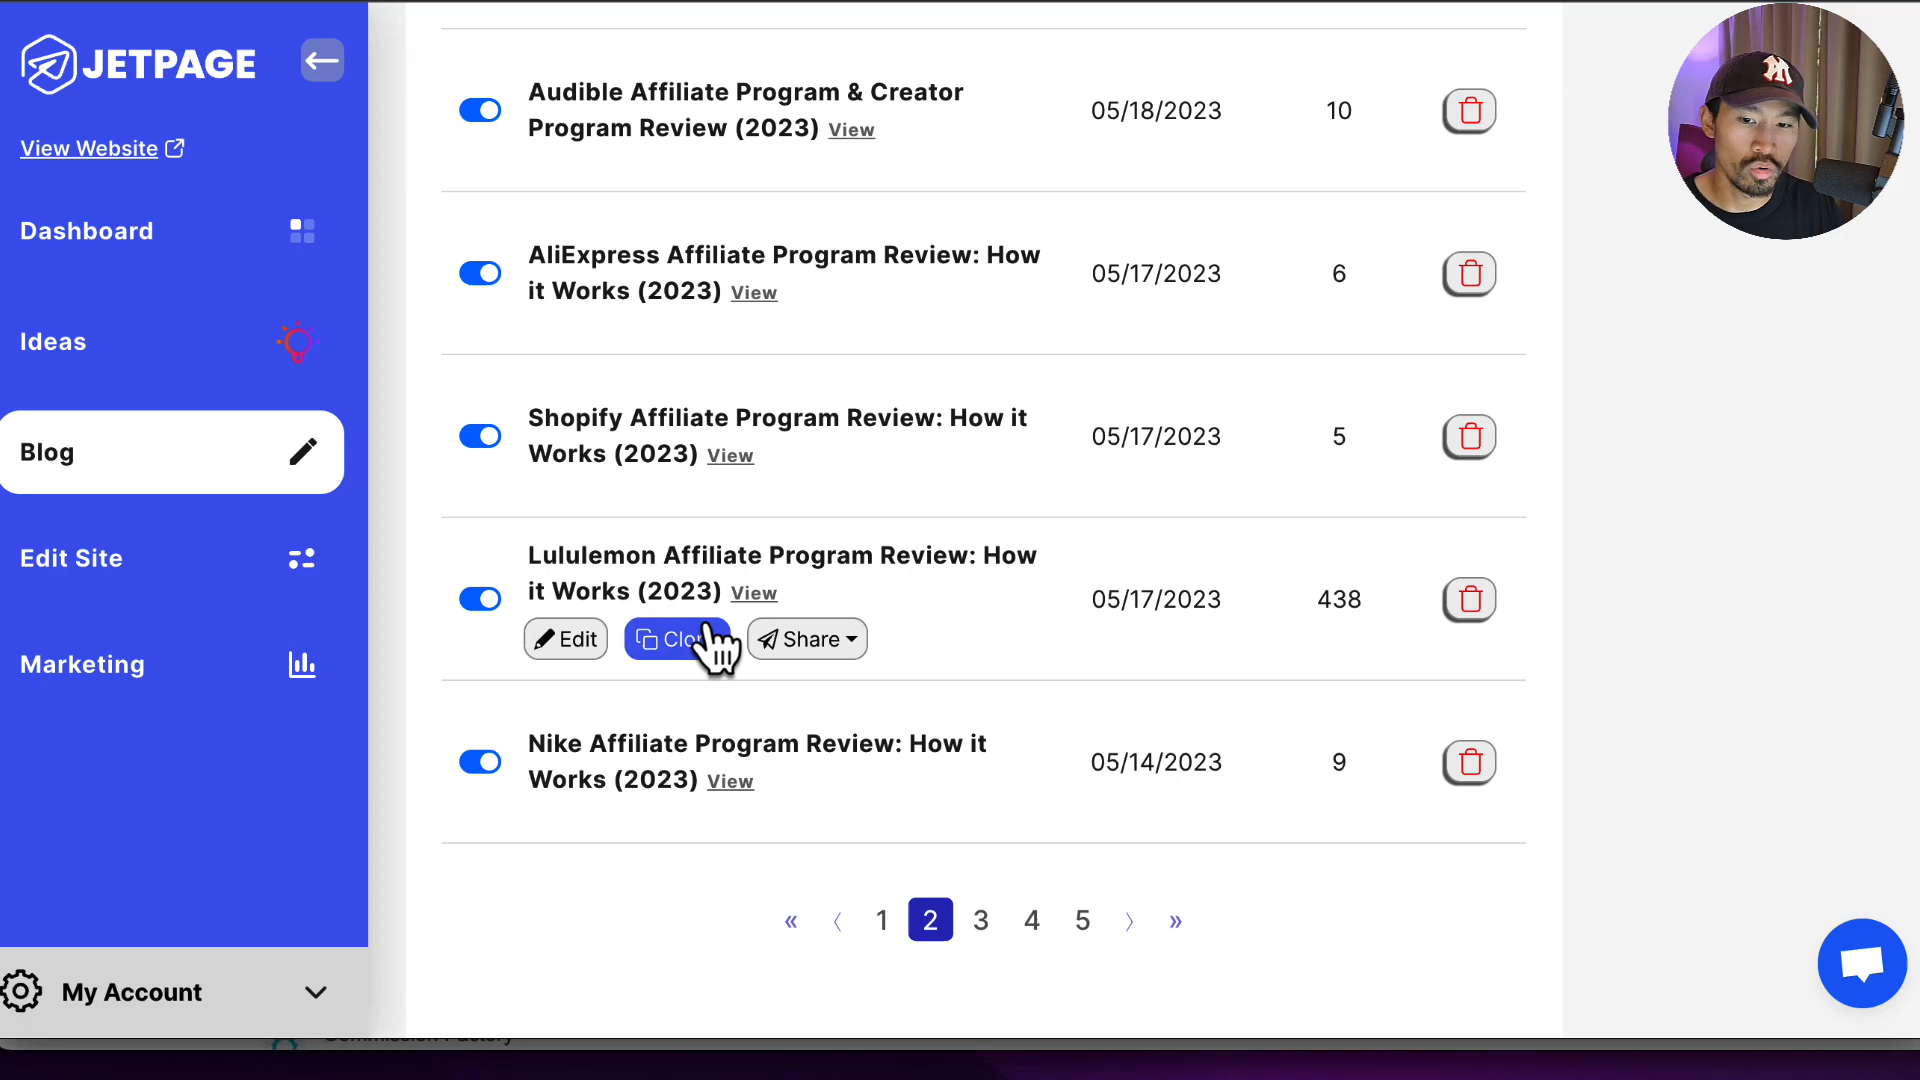 JETPAGE
View Website
Dashboard
Ideas
Blog
Edit Site
Marketing
My Account
Audible Affiliate Program & Creator
Program Review (2023) View
05/18/2023
10
AliExpress Affiliate Program Review: How
it Works (2023) View
05/17/2023
6
Shopify Affiliate Program Review: How it
Works (2023) View
05/17/2023
5
Lululemon Affiliate Program Review: How
it Works (2023) View
05/17/2023
438
Edit
Share
Nike Affiliate Program Review: How it
Works (2023) View
05/14/2023
9
« ‹ 1 2 3 4 5 › »